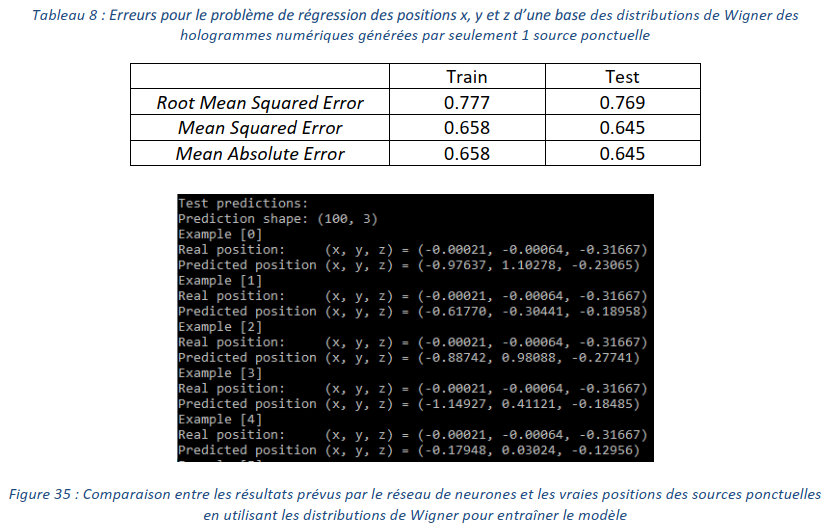 Tableau 8 : Erreurs pour le problème de régression des positions x, y et z d’une base des distributions de Wigner des
hologrammes numériques générées par seulement 1 source ponctuelle
Train Test
Root Mean Squared Error 0.777 0.769
Mean Squared Error 0.658 0.645
Mean Absolute Error 0.658 0.645
Test predictions:
Prediction shape: (100, 3)
Example [0]
Real position: (x, y, z) = (-0.00021, -0.00064, -0.31667)
Predicted position (x, y, z) = (-0.97637, 1.10278, -0.23065)
Example [1]
Real position: (x, y, z) = (-0.00021, -0.00064, -0.31667)
Predicted position (x, y, z) = (-0.61770, -0.30441, -0.18958)
Example [2]
Real position: (x, y, z) = (-0.00021, -0.00064, -0.31667)
Predicted position (x, y, z) = (-0.88742, 0.98088, -0.27741)
Example [3]
Real position: (x, y, z) = (-0.00021, -0.00064, -0.31667)
Predicted position (x, y, z) = (-1.14927, 0.41121, -0.18485)
Example [4]
Real position: (x, y, z) = (-0.00021, -0.00064, -0.31667)
Predicted position (x, y, z) = (-0.17948, 0.03024, -0.12956)
Figure 35 : Comparaison entre les résultats prévus par le réseau de neurones et les vraies positions des sources ponctuelles
en utilisant les distributions de Wigner pour entraîner le modèle